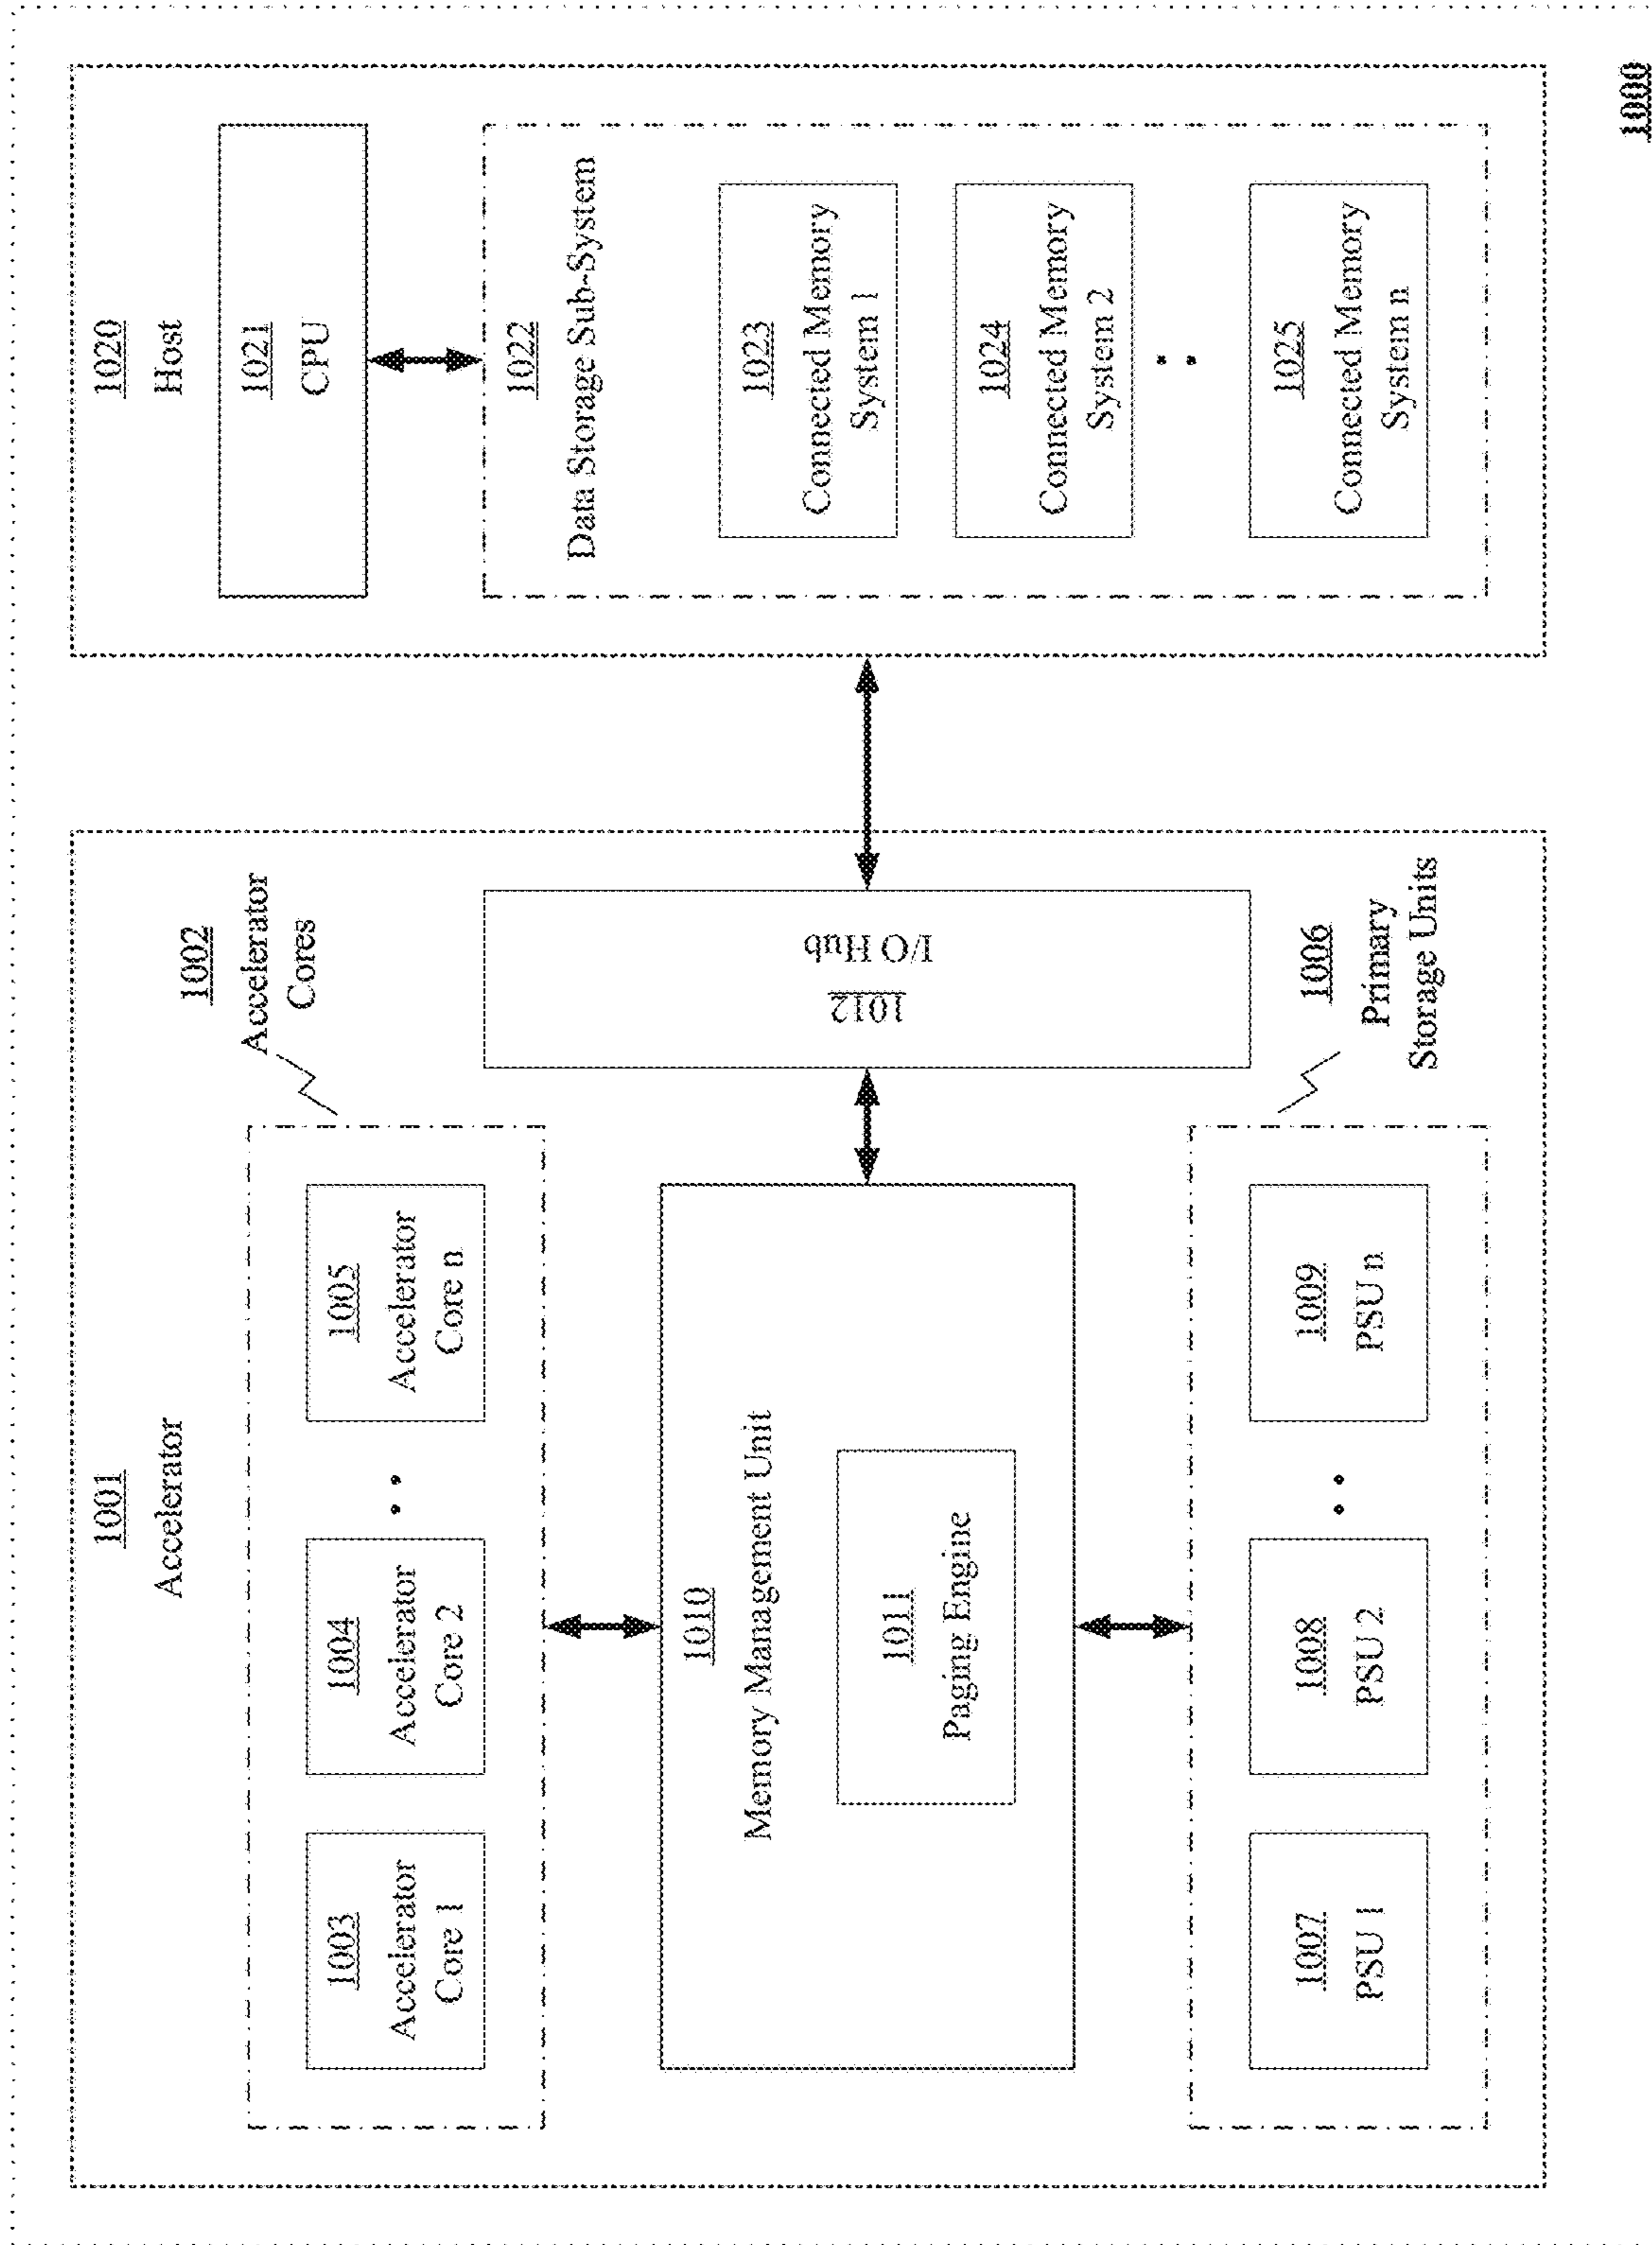 1001
Accelerator
1002
Accelerator
Cores
1003
Accelerator
Core 1
1004
Accelerator
Core 2
• •
1005
Accelerator
Core n
1010
Memory Management Unit
1011
Paging Engine
1012
I/O Hub
1006
Primary
Storage Units
1007
PSU 1
1008
PSU 2
• •
1009
PSU n
1020
Host
1021
CPU
1022
Data Storage Sub-System
1023
Connected Memory
System 1
1024
Connected Memory
System 2
• •
1025
Connected Memory
System n
1000